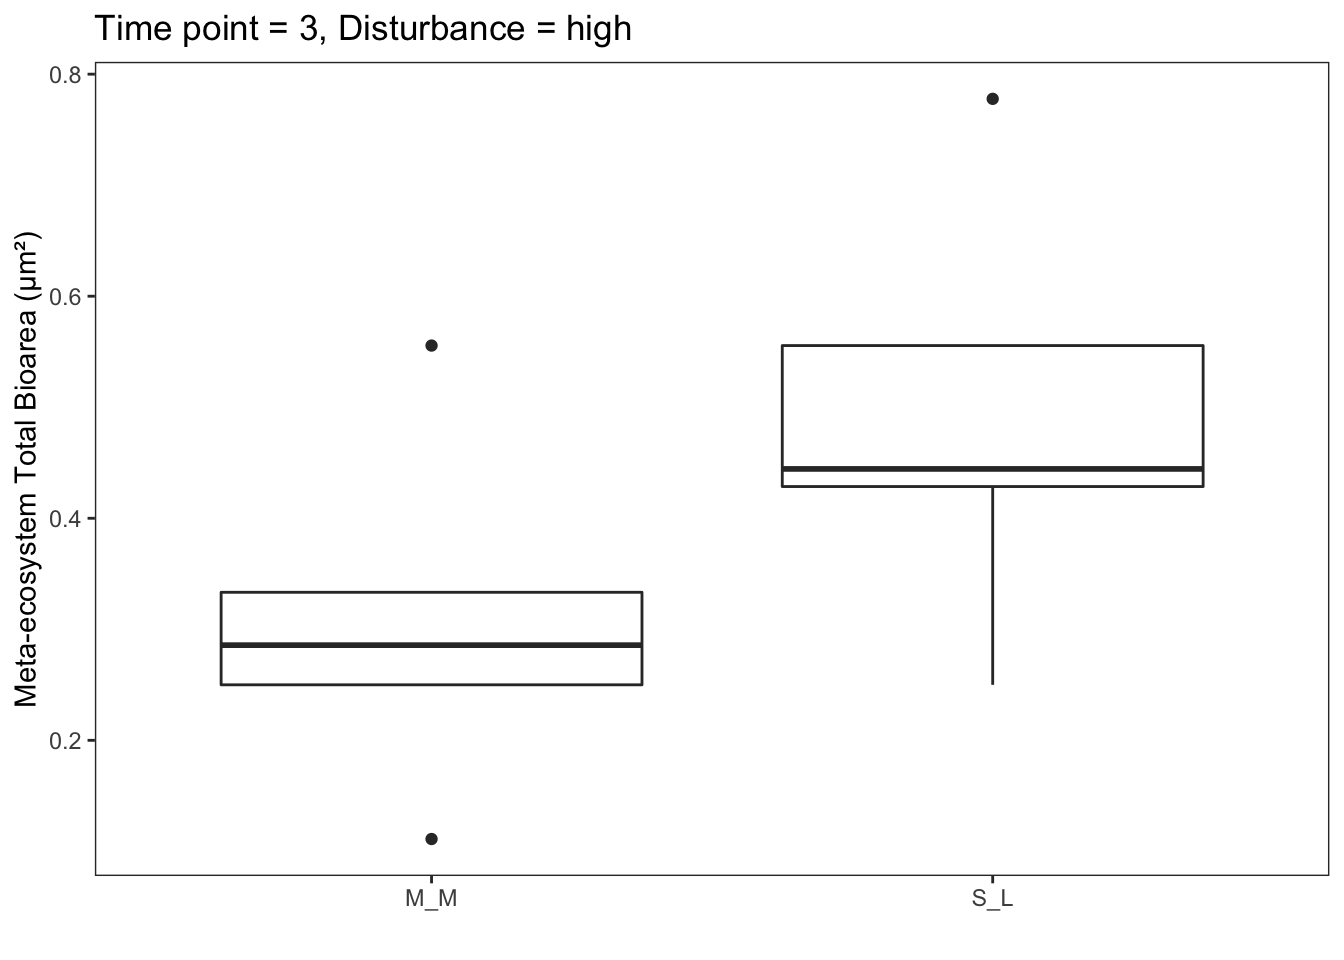 Time point = 3, Disturbance = high
Meta-ecosystem Total Bioarea (μm²)
0.8
0.6
0.4
0.2
M_M
S_L